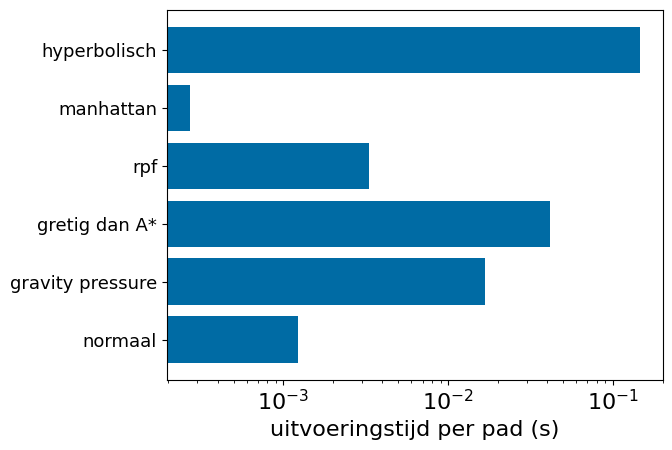 hyperbolisch
manhattan
rpf
gretig dan A*
gravity pressure
normaal
10⁻³ 10⁻² 10⁻¹
uitvoeringstijd per pad (s)